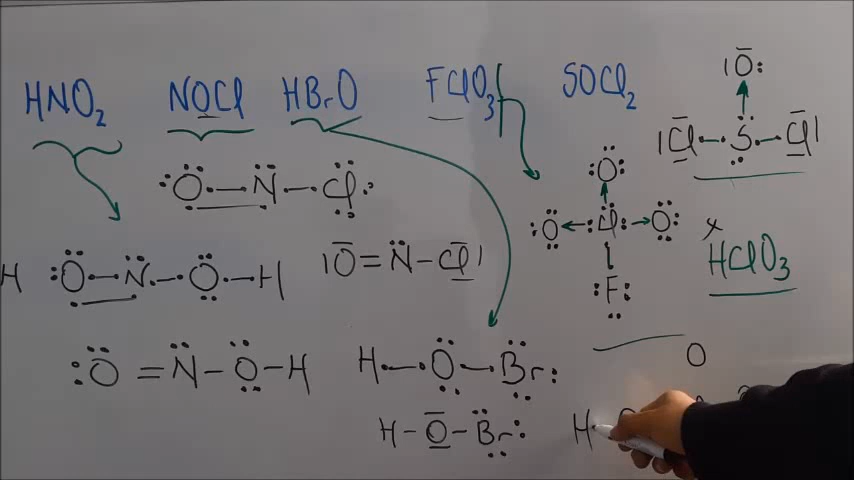 HNO₂ NOCl HBrO FClO₃ SOCl₂
|O:
|Cl - S - Cl|
:O - N - Cl:
:O: 
:O ← :Cl: → O:
:F:
x
HClO₃
H :O - N - O - H
|O = N - Cl|
:O = N - O - H
H - O - Br:
H - O - Br:
O
H